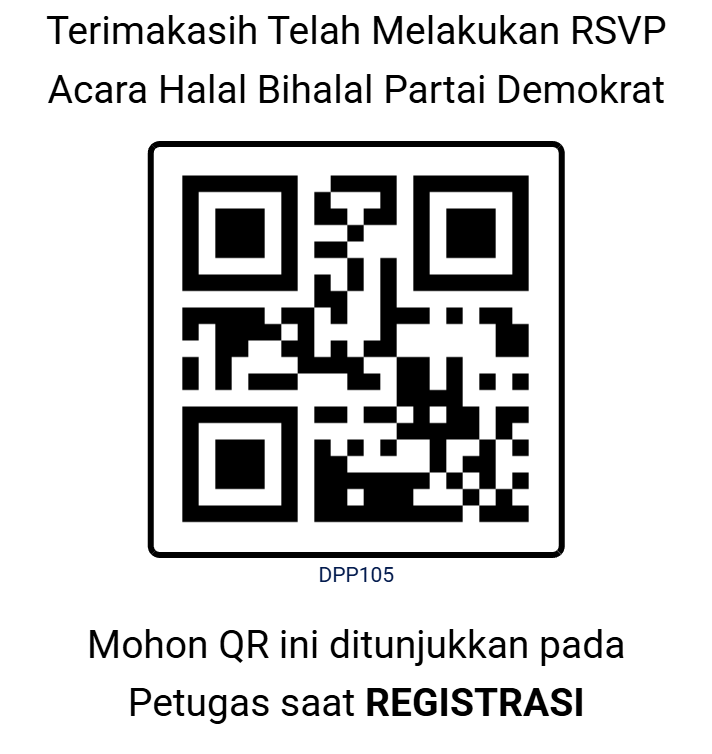 Terimakasih Telah Melakukan RSVP
Acara Halal Bihalal Partai Demokrat
DPP105
Mohon QR ini ditunjukkan pada
Petugas saat REGISTRASI